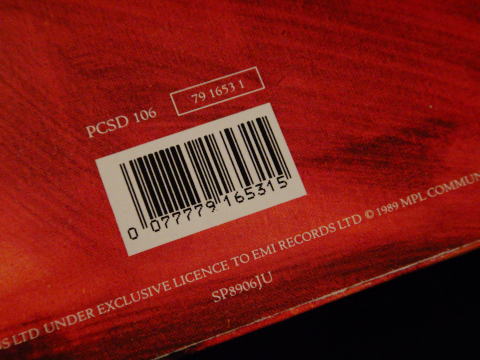 PCSD 106
79 1653 1
0 077779 165315
LTD UNDER EXCLUSIVE LICENCE TO EMI RECORDS LTD © 1989 MPL
SP8906JU